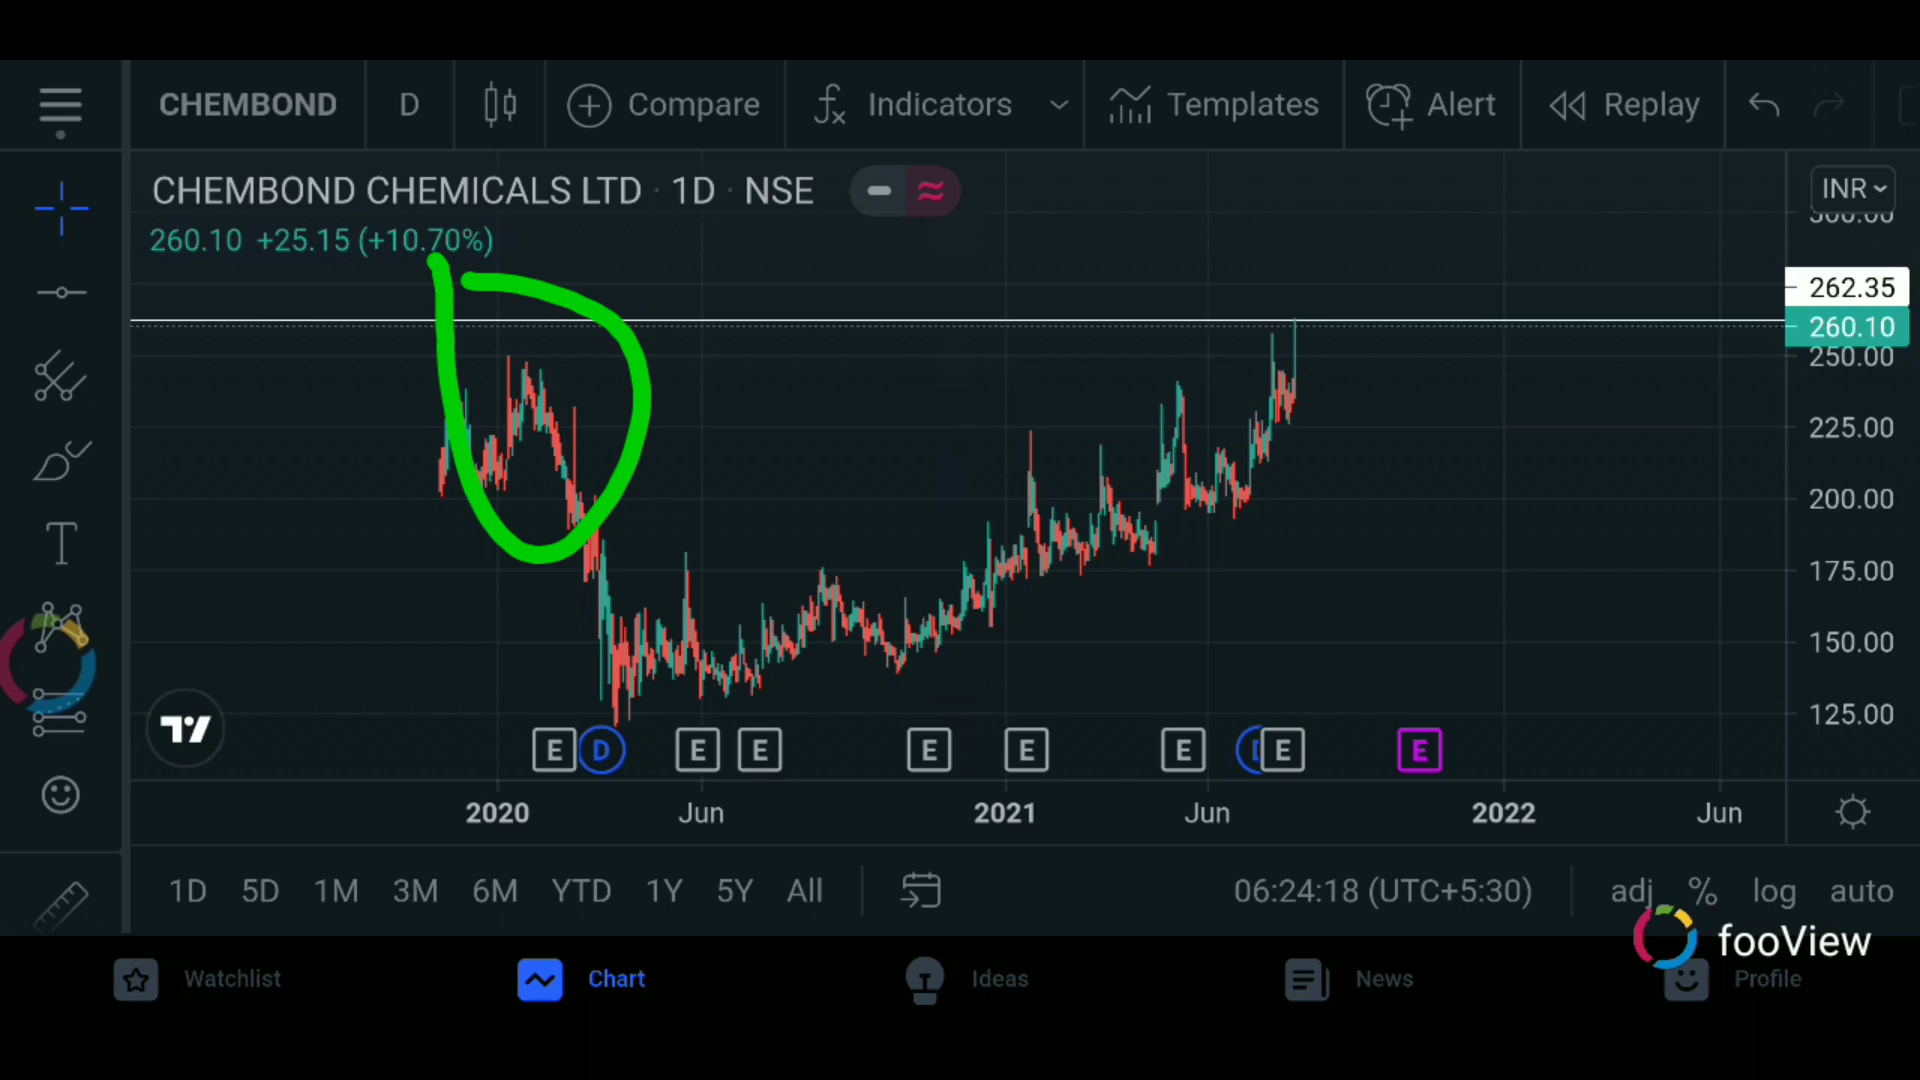 CHEMBOND D Compare Indicators Templates Alert Replay
CHEMBOND CHEMICALS LTD · 1D · NSE
INR
300.00
260.10 +25.15 (+10.70%)
262.35
260.10
250.00
225.00
200.00
175.00
150.00
125.00
E D E E E E E E E
2020 Jun 2021 Jun 2022 Jun
1D 5D 1M 3M 6M YTD 1Y 5Y All 06:24:18 (UTC+5:30) adj % log auto
fooView
Watchlist Chart Ideas News Profile